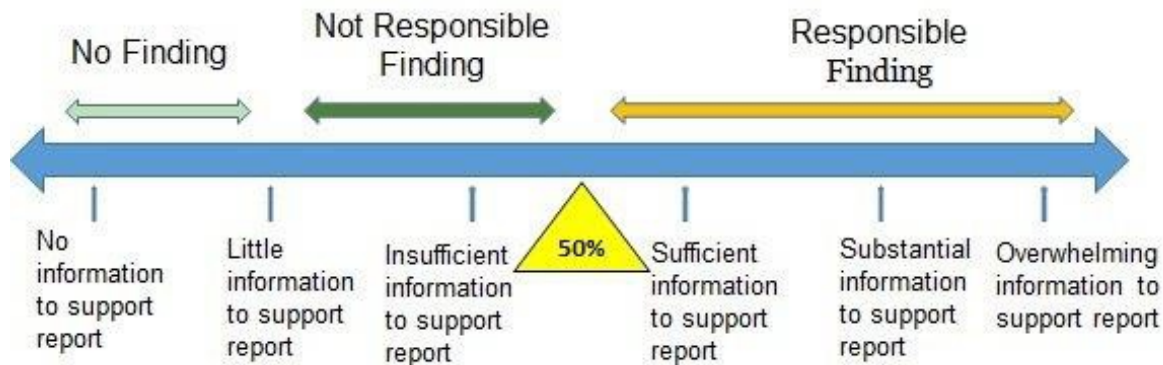 No Finding
Not Responsible
Finding
Responsible
Finding
No
information
to support
report
Little
information
to support
report
Insufficient
information
to support
report
50%
Sufficient
information
to support
report
Substantial
information
to support
report
Overwhelming
information to
support report